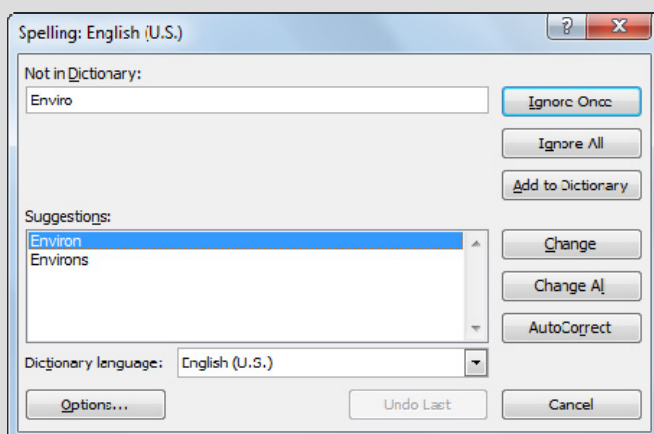 Spelling: English (U.S.)
Not in Dictionary:
Enviro
Ignore Once
Ignore All
Add to Dictionary
Suggestions:
Environ
Environs
Change
Change All
AutoCorrect
Dictionary language: English (U.S.)
Options... Undo Last Cancel